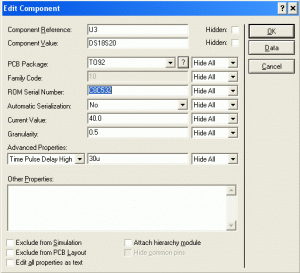 Edit Component
Component Reference: U3 Hidden:
Component Value: DS18S20 Hidden:
PCB Package: TO92 ? Hide All
Family Code: 10 Hide All
ROM Serial Number: Hide All
Automatic Serialization: No Hide All
Current Value: 40.0 Hide All
Granularity: 0.5 Hide All
Advanced Properties:
Time Pulse Delay High 30u Hide All
Other Properties:
Exclude from Simulation Attach hierarchy module
Exclude from PCB Layout Hide common pins
Edit all properties as text
OK
Data
Cancel